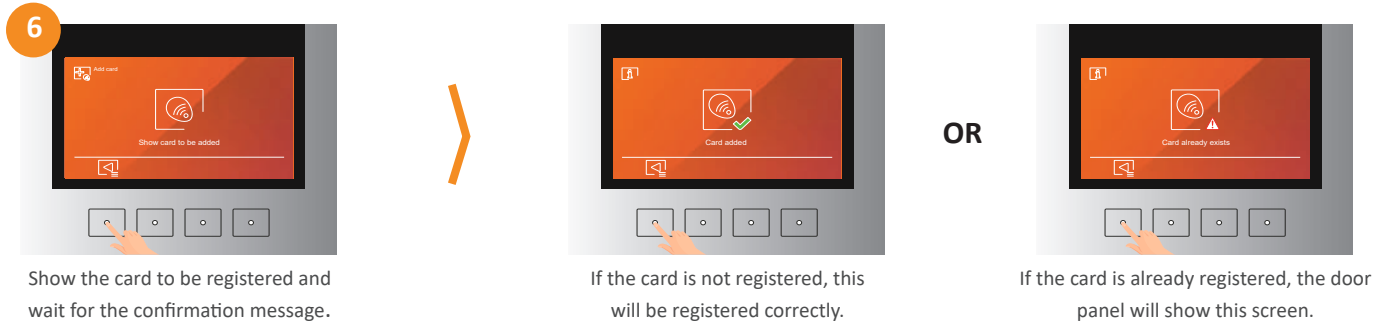 6
Add card
Show card to be added
Show the card to be registered and
wait for the confirmation message.
Card added
If the card is not registered, this
will be registered correctly.
OR
Card already exists
If the card is already registered, the door
panel will show this screen.